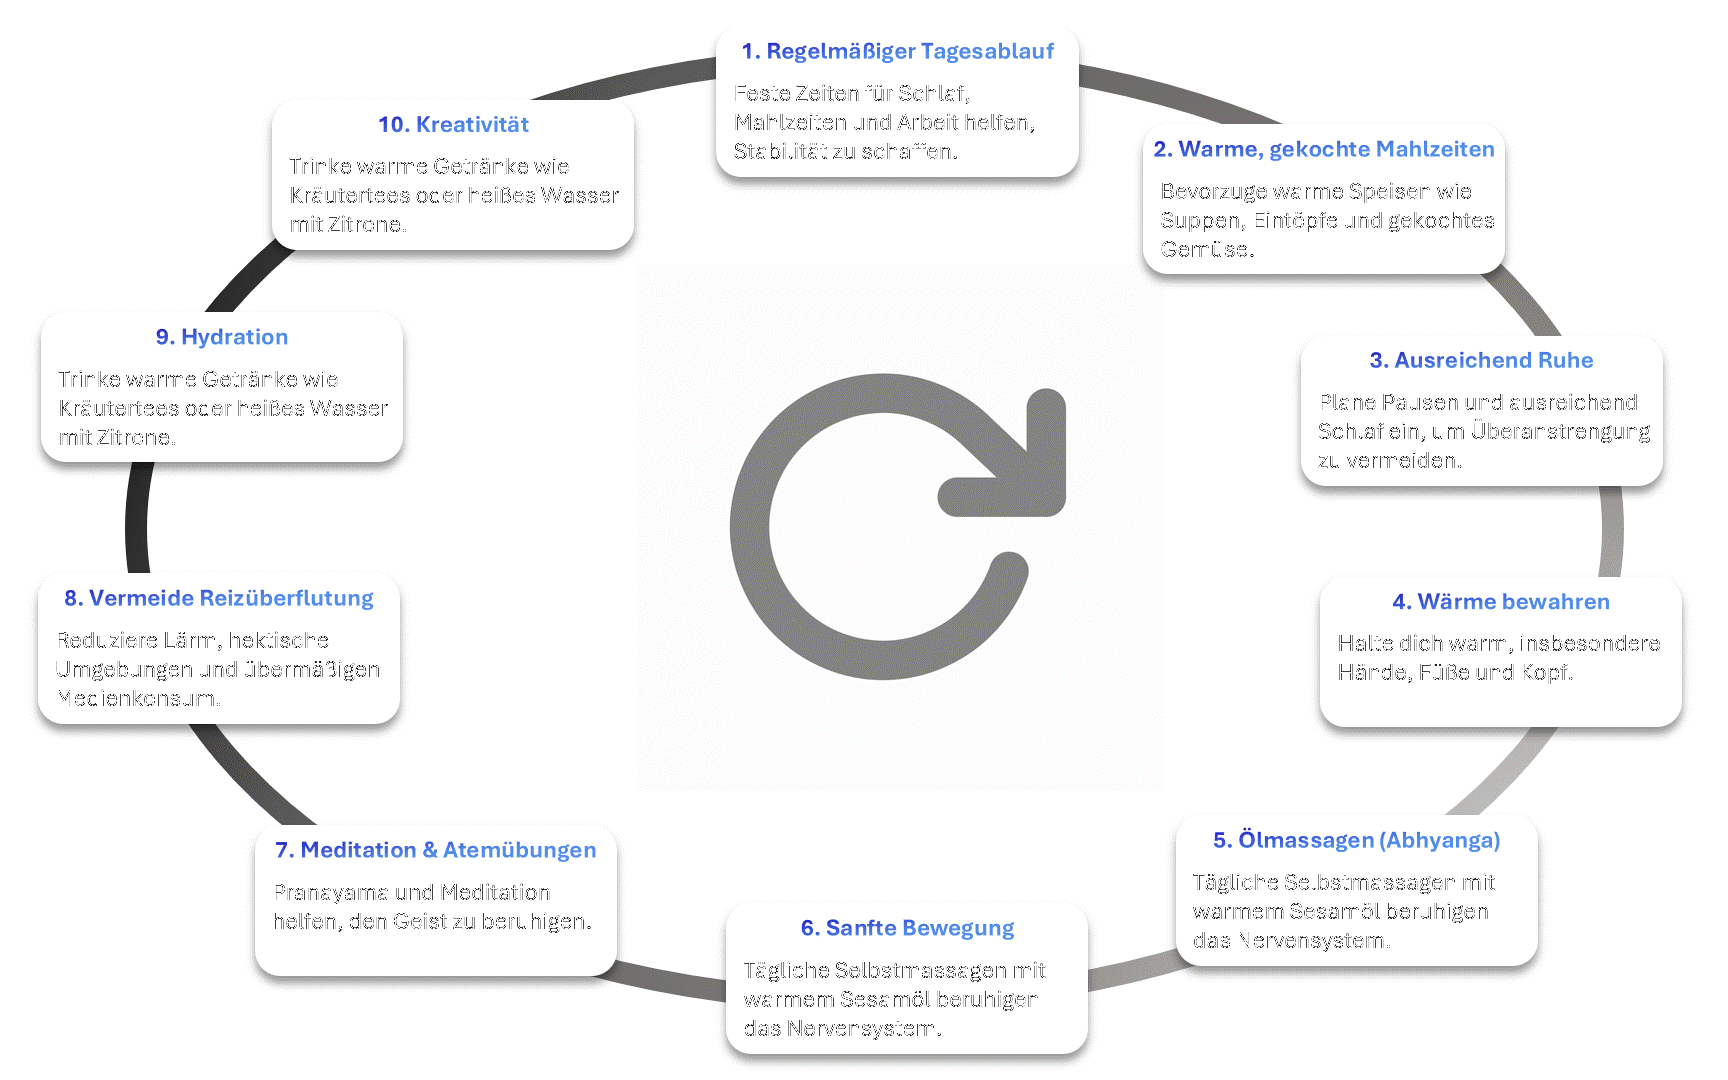 1. Regelmäßiger Tagesablauf
Feste Zeiten für Schlaf,
Mahlzeiten und Arbeit helfen,
Stabilität zu schaffen.
2. Warme, gekochte Mahlzeiten
Bevorzuge warme Speisen wie
Suppen, Eintöpfe und gekochtes
Gemüse.
3. Ausreichend Ruhe
Plane Pausen und ausreichend
Schlaf ein, um Überanstrengung
zu vermeiden.
4. Wärme bewahren
Halte dich warm, insbesondere
Hände, Füße und Kopf.
5. Ölmassagen (Abhyanga)
Tägliche Selbstmassagen mit
warmem Sesamöl beruhigen
das Nervensystem.
6. Sanfte Bewegung
Tägliche Selbstmassagen mit
warmem Sesamöl beruhigen
das Nervensystem.
7. Meditation & Atemübungen
Pranayama und Meditation
helfen, den Geist zu beruhigen.
8. Vermeide Reizüberflutung
Reduziere Lärm, hektische
Umgebungen und übermäßigen
Medienkonsum.
9. Hydration
Trinke warme Getränke wie
Kräutertees oder heißes Wasser
mit Zitrone.
10. Kreativität
Trinke warme Getränke wie
Kräutertees oder heißes Wasser
mit Zitrone.